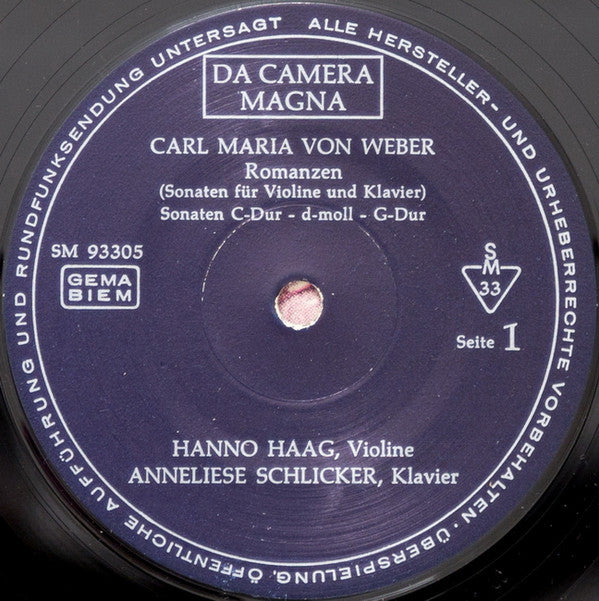 ALLE HERSTELLER- UND URHEBERRECHTE VORBEHALTEN · ÜBERSPIELUNG, ÖFFENTLICHE AUFFÜHRUNG UND RUNDFUNKSENDUNG UNTERSAGT
DA CAMERA
MAGNA
CARL MARIA VON WEBER
Romanzen
(Sonaten für Violine und Klavier)
Sonaten C-Dur - d-moll - G-Dur
SM 93305
GEMA
BIEM
S
M
33
Seite 1
HANNO HAAG, Violine
ANNELIESE SCHLICKER, Klavier